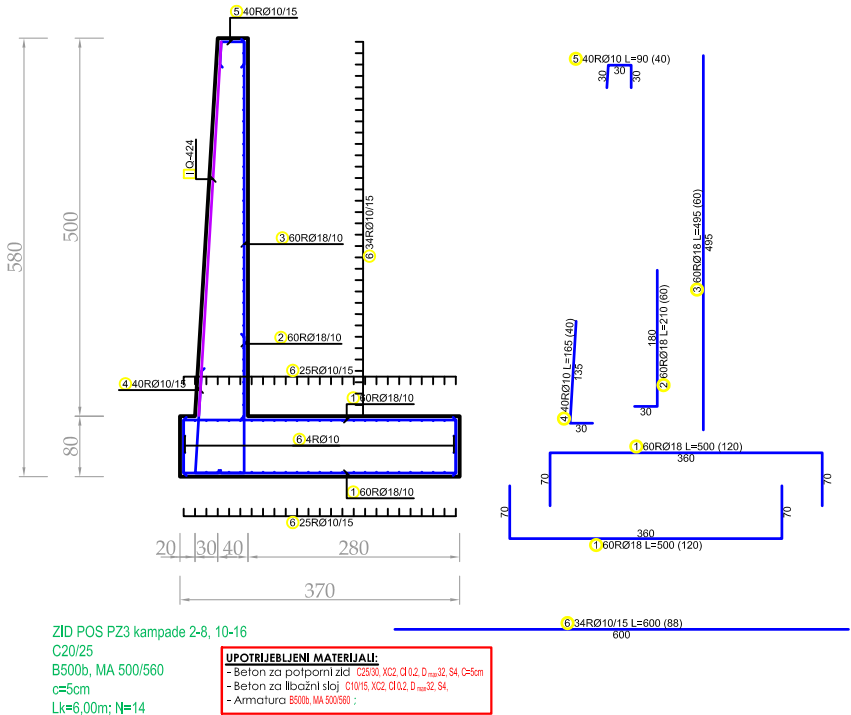 5 40RØ10/15
5 40RØ10 L=90 (40)
30
30
30
580
500
80
I Q-424
6 34RØ10/15
3 60RØ18/10
3 60RØ18 L=495 (60)
495
2 60RØ18/10
2 60RØ18 L=210 (60)
180
30
4 40RØ10 L=165 (40)
135
30
6 25RØ10/15
4 40RØ10/15
1 60RØ18/10
6 4RØ10
1 60RØ18/10
6 25RØ10/15
1 60RØ18 L=500 (120)
360
70
70
70
70
360
1 60RØ18 L=500 (120)
20 30 40 280
370
6 34RØ10/15 L=600 (88)
600
ZID POS PZ3 kampade 2-8, 10-16
C20/25
B500b, MA 500/560
c=5cm
Lk=6,00m; N=14
UPOTRIJEBLJENI MATERIJALI:
- Beton za potporni zid C25/30, XC2, Cl 0,2, Dmax32, S4, C=5cm
- Beton za libažni sloj C10/15, XC2, Cl 0,2, Dmax32, S4,
- Armatura B500b, MA 500/560 ;